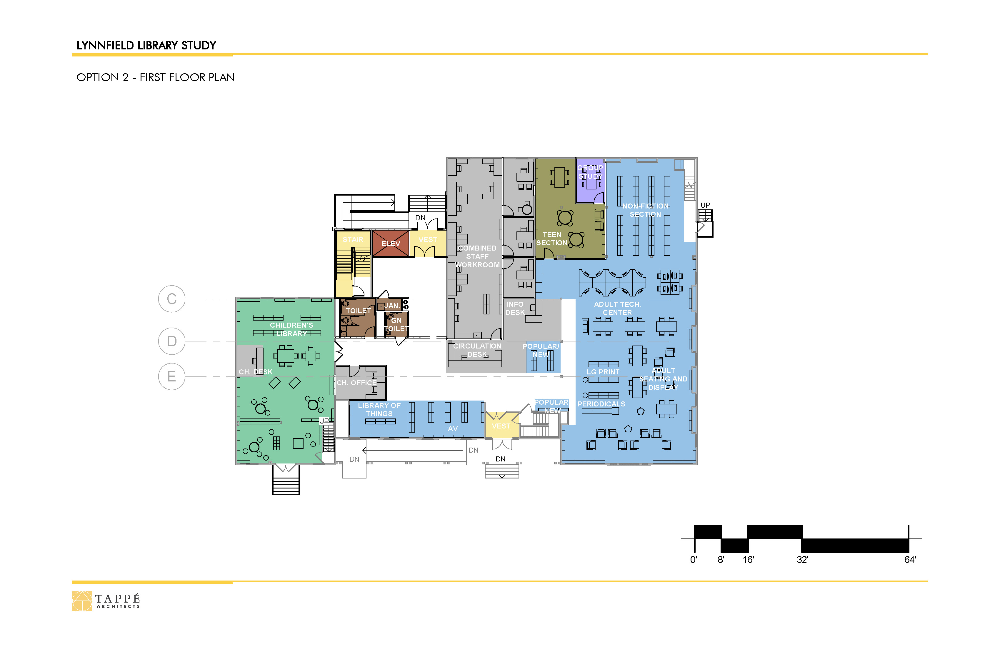 LYNNFIELD LIBRARY STUDY
OPTION 2 - FIRST FLOOR PLAN
GROUP
STUDY
NON-FICTION
SECTION
UP
DN
STAIR
ELEV
VEST
TEEN
SECTION
COMBINED
STAFF
WORKROOM
C
TOILET
JAN.
GN
TOILET
INFO
DESK
ADULT TECH.
CENTER
CHILDREN'S
LIBRARY
D
CIRCULATION
DESK
POPULAR/
NEW
E
CH. DESK
CH. OFFICE
LG PRINT
ADULT
SEATING AND
DISPLAY
LIBRARY OF
THINGS
POPULAR
NEW
PERIODICALS
UP
AV
VEST
DN
DN
DN
0' 8' 16' 32' 64'
TAPPÉ
ARCHITECTS